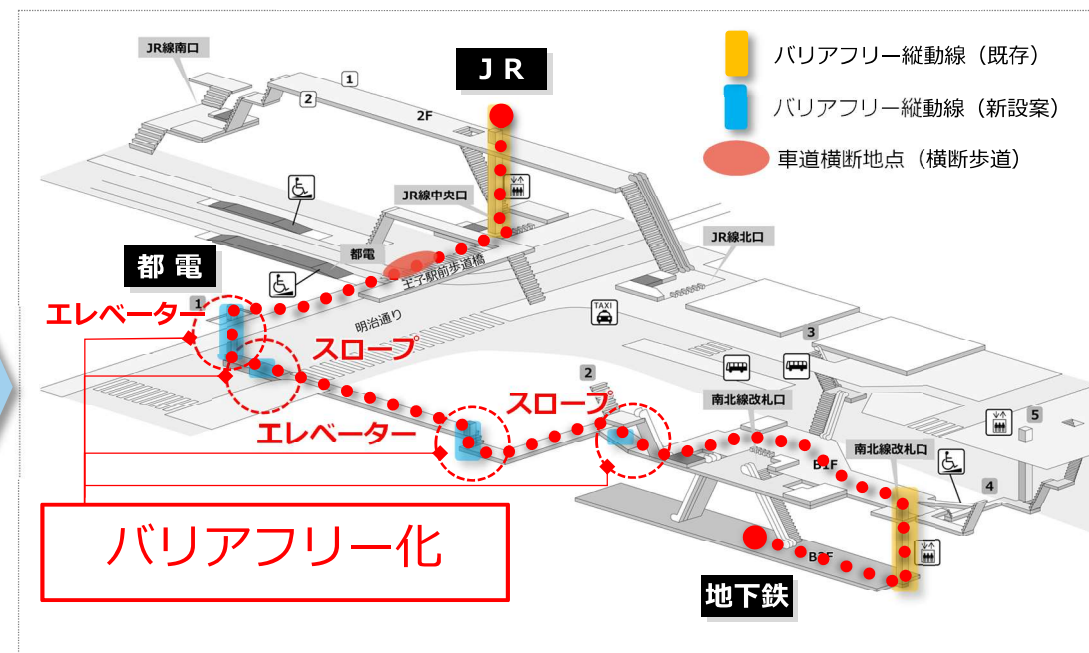 JR線南口
1
2
2F
JR
バリアフリー縦動線（既存）
バリアフリー縦動線（新設案）
車道横断地点（横断歩道）
JR線中央口
都電
王子駅前歩道橋
JR線北口
都電
1
エレベーター
明治通り
スロープ
TAXI
3
2
スロープ
エレベーター
南北線改札口
5
南北線改札口
B1F
4
バリアフリー化
B2F
地下鉄